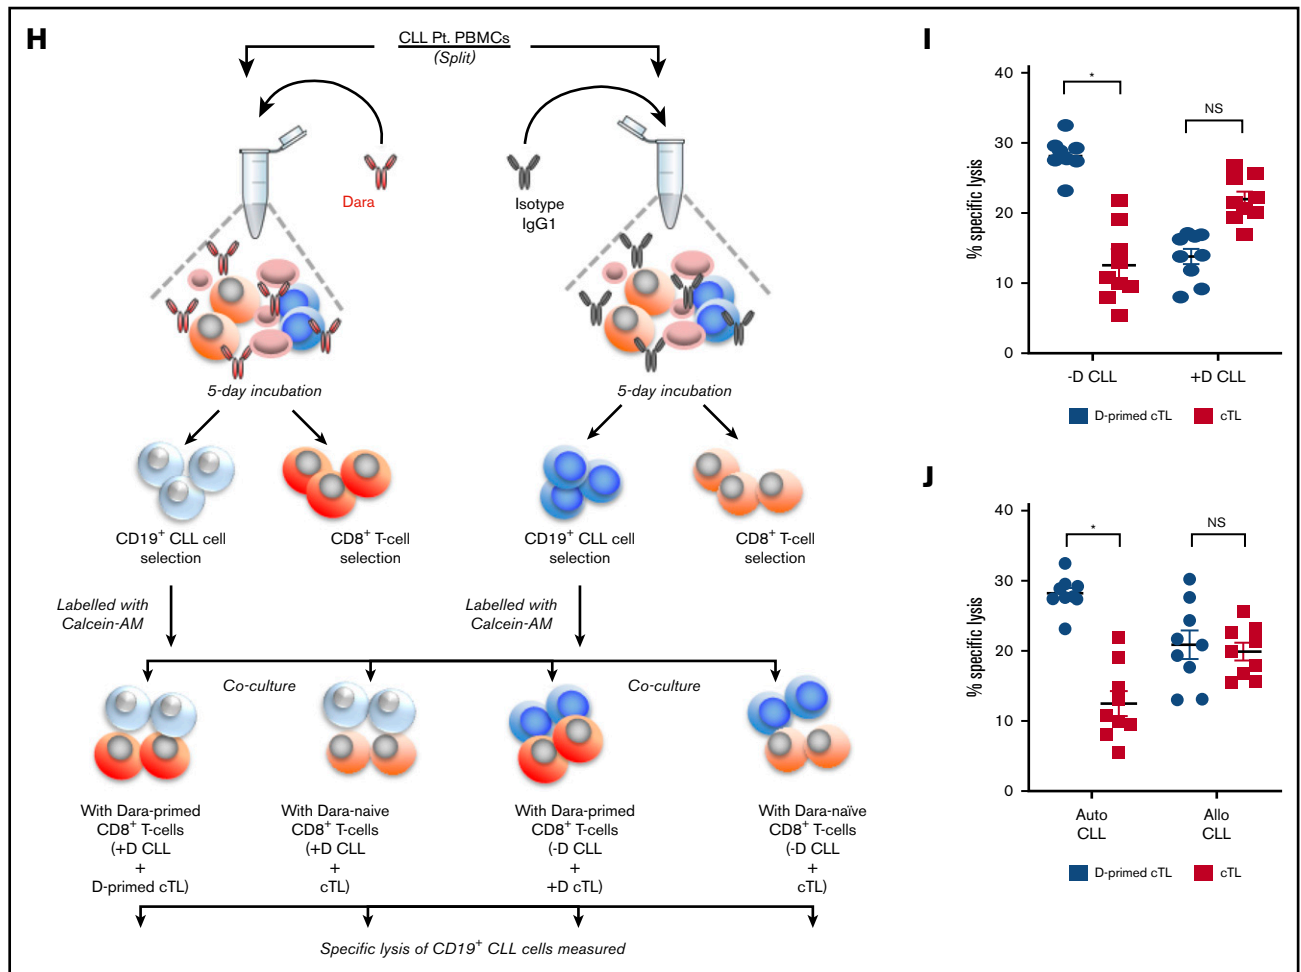 H
CLL Pt. PBMCs
(Split)
Dara
Isotype
IgG1
5-day incubation
5-day incubation
CD19+ CLL cell
selection
CD8+ T-cell
selection
CD19+ CLL cell
selection
CD8+ T-cell
selection
Labelled with
Calcein-AM
Labelled with
Calcein-AM
Co-culture
Co-culture
With Dara-primed
CD8+ T-cells
(+D CLL
+
D-primed cTL)
With Dara-naive
CD8+ T-cells
(+D CLL
+
cTL)
With Dara-primed
CD8+ T-cells
(-D CLL
+
+D cTL)
With Dara-naïve
CD8+ T-cells
(-D CLL
+
cTL)
Specific lysis of CD19+ CLL cells measured
I
% specific lysis
40
30
20
10
0
*
NS
-D CLL
+D CLL
D-primed cTL
cTL
J
% specific lysis
40
30
20
10
0
*
NS
Auto
CLL
Allo
CLL
D-primed cTL
cTL